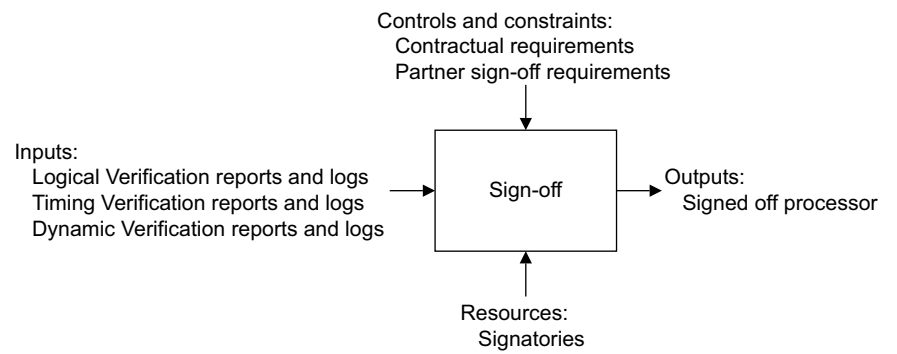 Controls and constraints:
Contractual requirements
Partner sign-off requirements
Inputs:
Logical Verification reports and logs
Timing Verification reports and logs
Dynamic Verification reports and logs
Sign-off
Outputs:
Signed off processor
Resources:
Signatories